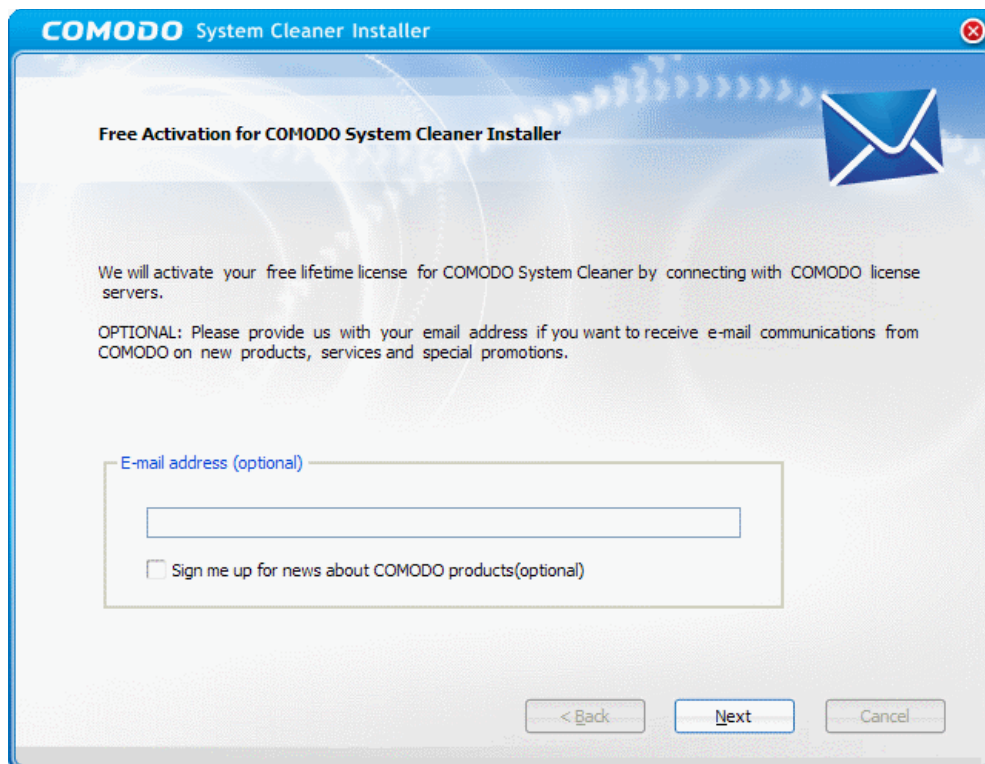 COMODO System Cleaner Installer
Free Activation for COMODO System Cleaner Installer
We will activate your free lifetime license for COMODO System Cleaner by connecting with COMODO license
servers.
OPTIONAL: Please provide us with your email address if you want to receive e-mail communications from
COMODO on new products, services and special promotions.
E-mail address (optional)
Sign me up for news about COMODO products(optional)
< Back Next Cancel